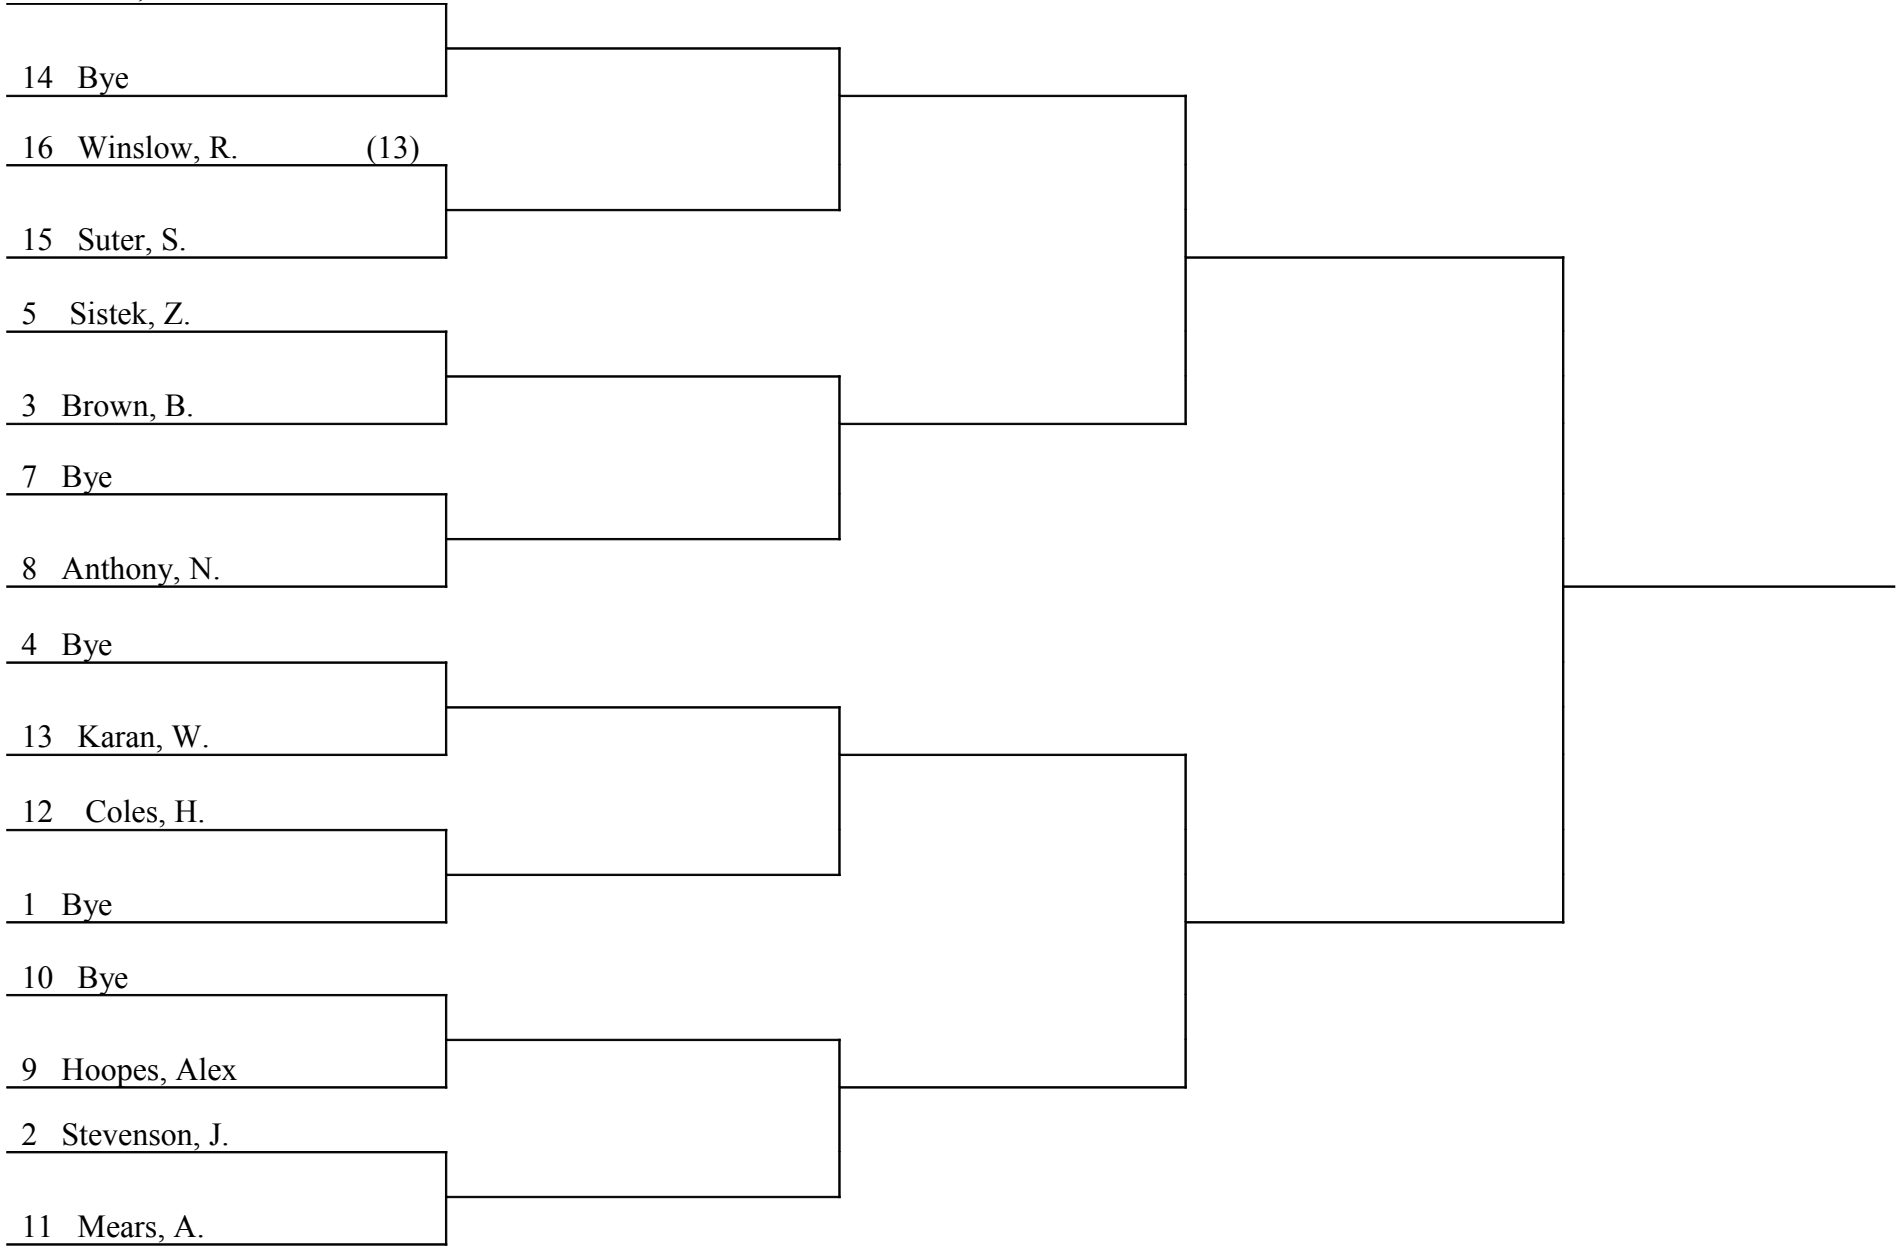 14 Bye
16 Winslow, R. (13)
15 Suter, S.
5 Sistek, Z.
3 Brown, B.
7 Bye
8 Anthony, N.
4 Bye
13 Karan, W.
12 Coles, H.
1 Bye
10 Bye
9 Hoopes, Alex
2 Stevenson, J.
11 Mears, A.